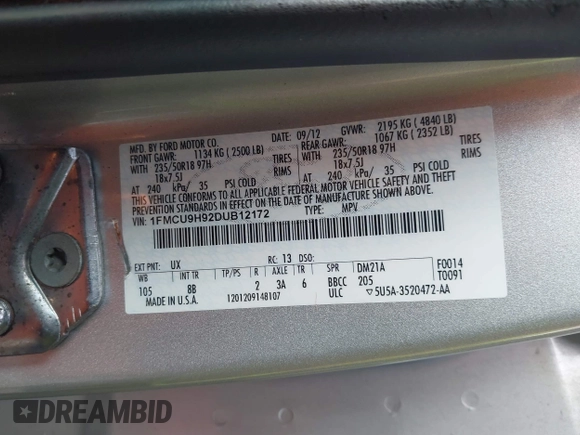 MFD. BY FORD MOTOR CO.
09/12
GVWR: 2195 KG ( 4840 LB)
FRONT GAWR: 1134 KG ( 2500 LB)
REAR GAWR: 1067 KG ( 2352 LB)
WITH 235/50R18 97H TIRES
WITH 235/50R18 97H TIRES
18x7.5J RIMS
18x7.5J RIMS
AT 240 kPa/ 35 PSI COLD
AT 240 kPa/ 35 PSI COLD
THIS VEHICLE CONFORMS TO ALL APPLICABLE FEDERAL MOTOR VEHICLE SAFETY AND THEFT
PREVENTION STANDARDS IN EFFECT ON THE DATE OF MANUFACTURE SHOWN ABOVE.
VIN: 1FMCU9H92DUB12172
TYPE: MPV
EXT PNT: UX RC: 13 DSO:
WB INT TR TP/PS R AXLE TR SPR DM21A F0014
105 8B 2 3A 6 BBCC 205 T0091
MADE IN U.S.A. 1201209148107 ULC ▽5U5A-3520472-AA
DREAMBID